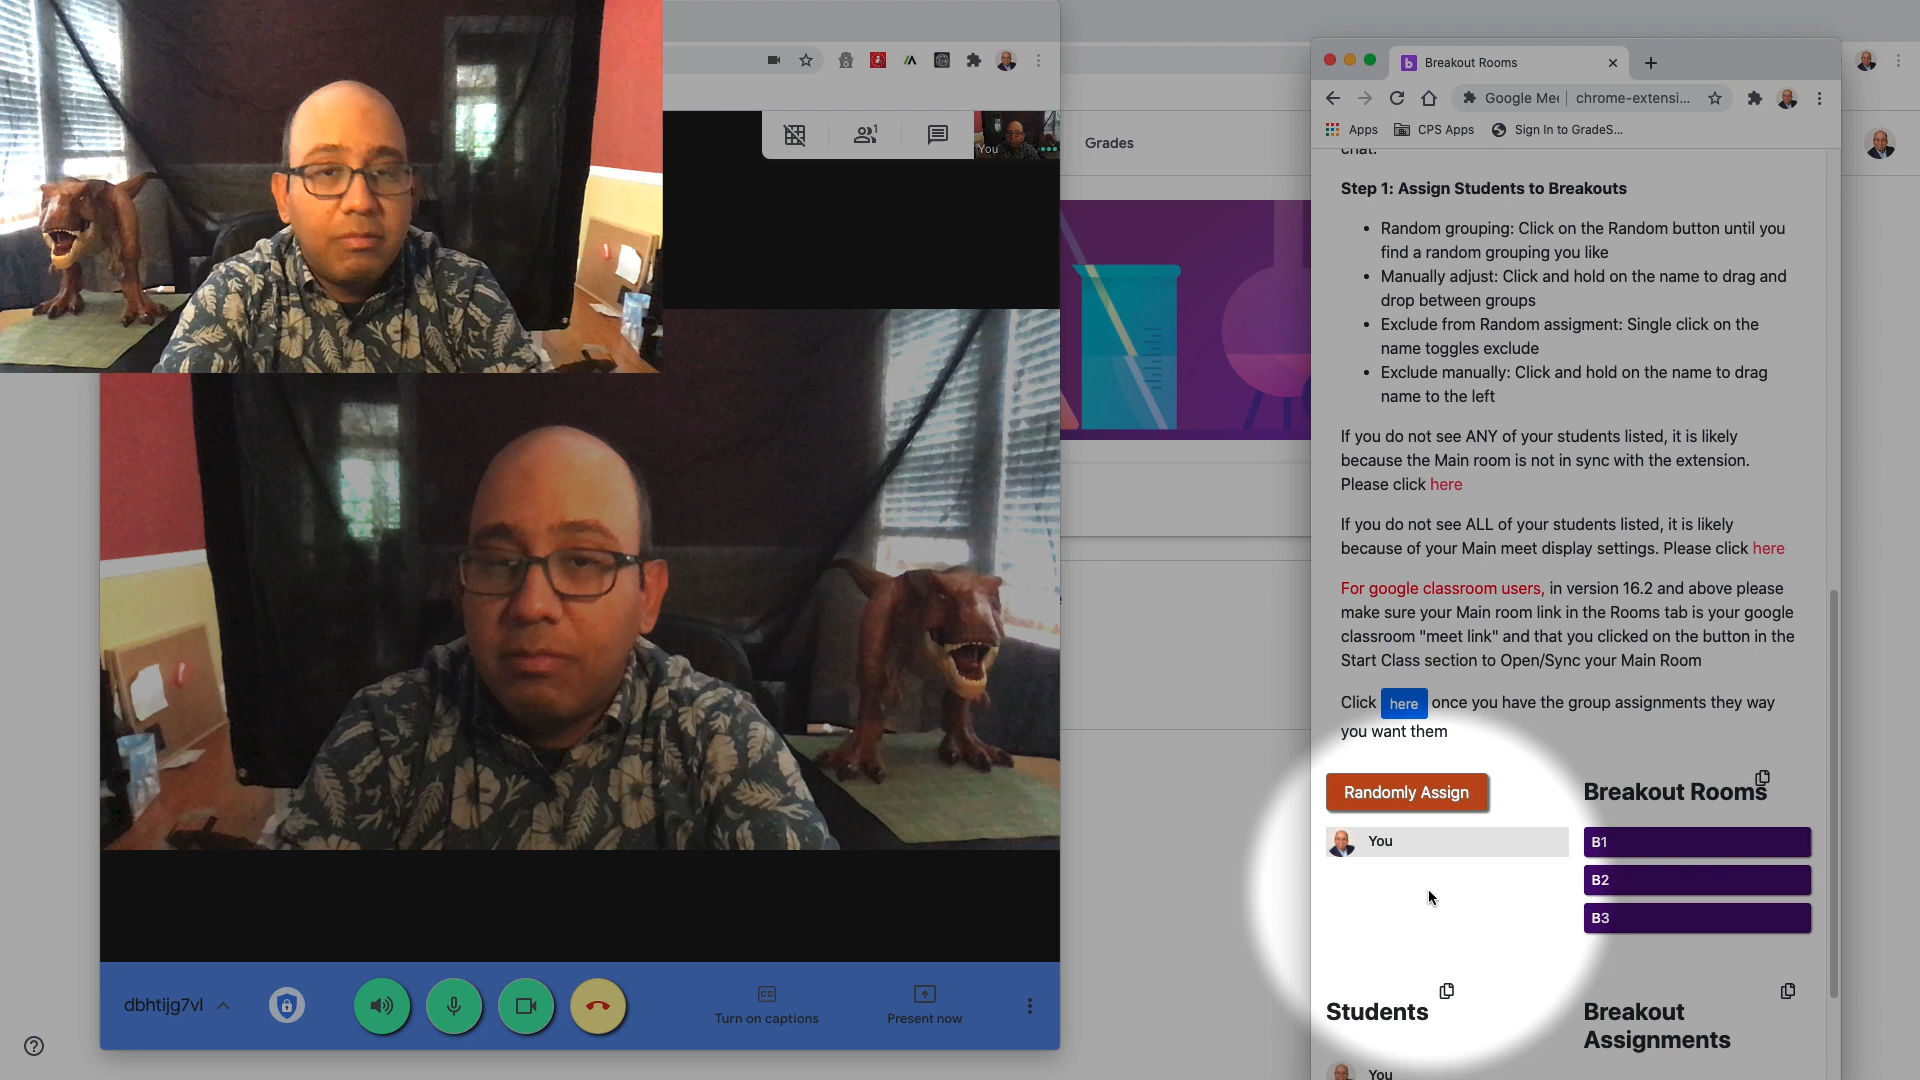 You
Grades
dbhtijg7vl
Turn on captions
Present now
Breakout Rooms
Google Mee
chrome-extensi...
Apps
CPS Apps
Sign In to GradeS...
chat.
Step 1: Assign Students to Breakouts
Random grouping: Click on the Random button until you
find a random grouping you like
Manually adjust: Click and hold on the name to drag and
drop between groups
Exclude from Random assigment: Single click on the
name toggles exclude
Exclude manually: Click and hold on the name to drag
name to the left
If you do not see ANY of your students listed, it is likely
because the Main room is not in sync with the extension.
Please click here
If you do not see ALL of your students listed, it is likely
because of your Main meet display settings. Please click here
For google classroom users, in version 16.2 and above please
make sure your Main room link in the Rooms tab is your google
classroom "meet link" and that you clicked on the button in the
Start Class section to Open/Sync your Main Room
Click here once you have the group assignments they way
you want them
Randomly Assign
You
Breakout Rooms
B1
B2
B3
Students
You
Breakout
Assignments